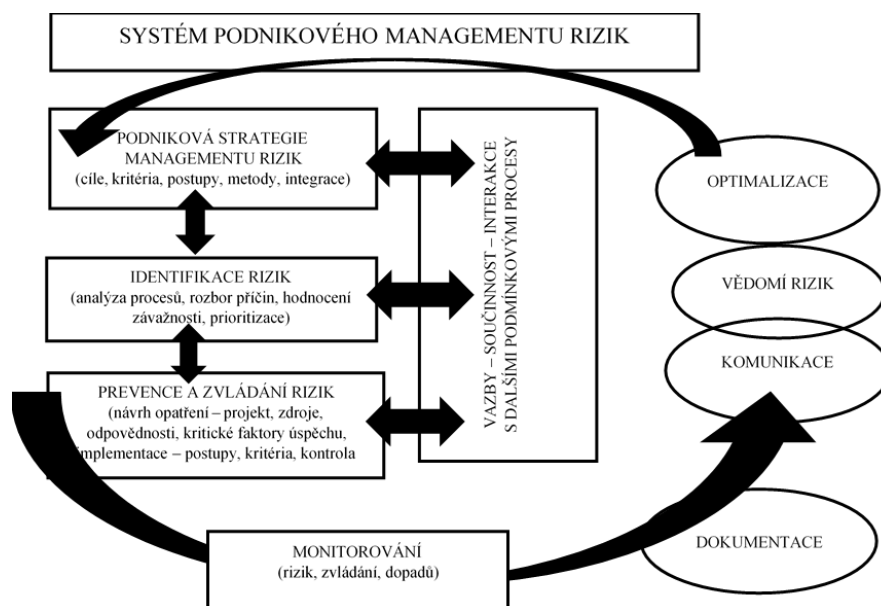 SYSTÉM PODNIKOVÉHO MANAGEMENTU RIZIK
PODNIKOVÁ STRATEGIE
MANAGEMENTU RIZIK
(cíle, kritéria, postupy, metody, integrace)
IDENTIFIKACE RIZIK
(analýza procesů, rozbor příčin, hodnocení
závažnosti, prioritizace)
PREVENCE A ZVLÁDÁNÍ RIZIK
(návrh opatření – projekt, zdroje,
odpovědnosti, kritické faktory úspěchu,
implementace – postupy, kritéria, kontrola
VAZBY – SOUČINNOST – INTERAKCE
S DALŠÍMI PODMÍNKOVÝMI PROCESY
OPTIMALIZACE
VĚDOMÍ RIZIK
KOMUNIKACE
DOKUMENTACE
MONITOROVÁNÍ
(rizik, zvládání, dopadů)